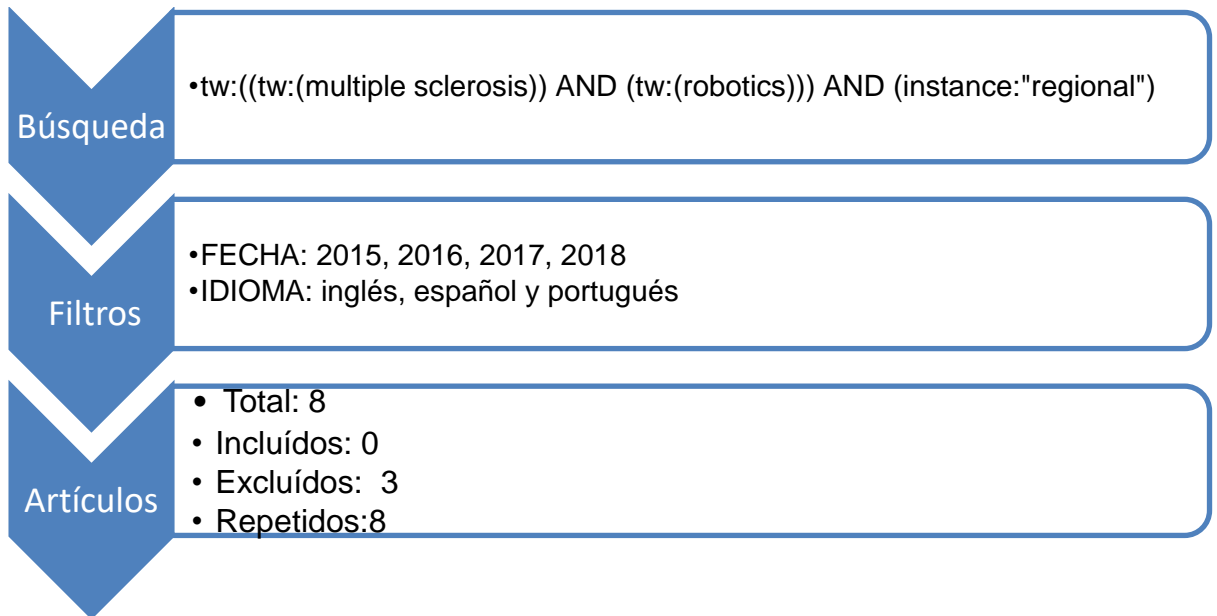 Búsqueda
•tw:((tw:(multiple sclerosis)) AND (tw:(robotics))) AND (instance:"regional")
Filtros
•FECHA: 2015, 2016, 2017, 2018
•IDIOMA: inglés, español y portugués
Artículos
• Total: 8
• Incluídos: 0
• Excluídos: 3
• Repetidos:8